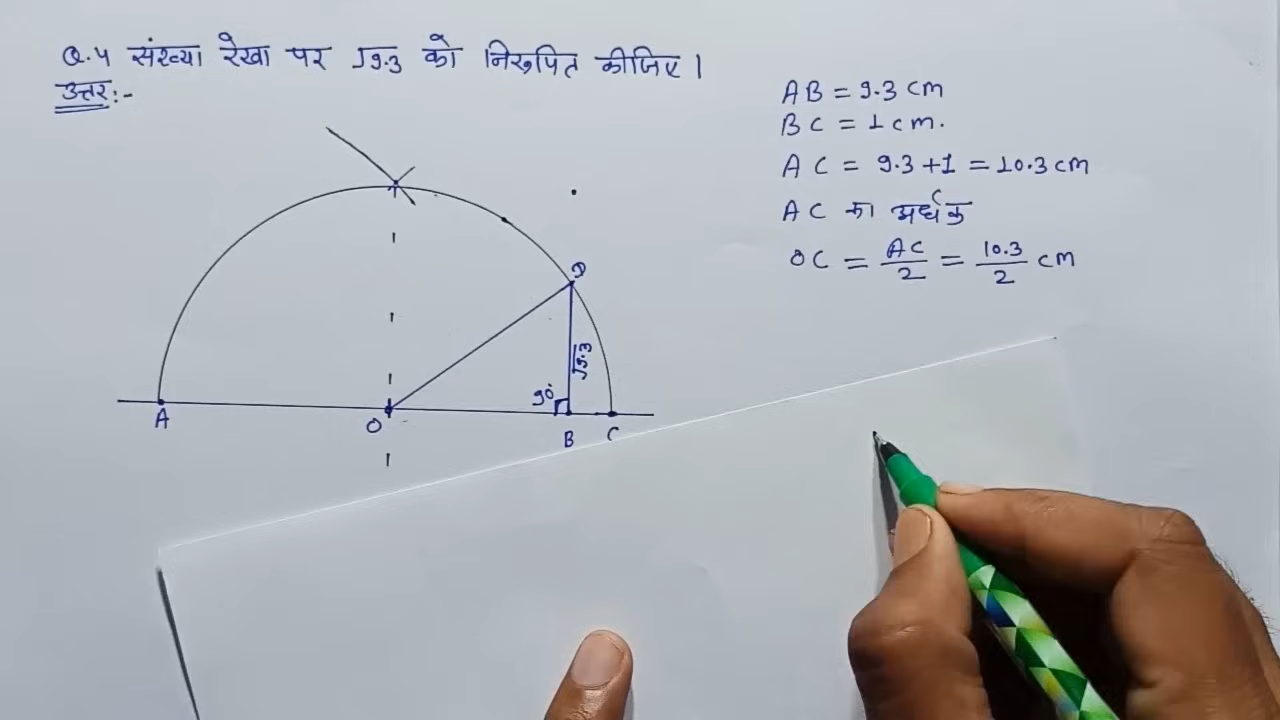 Q.4 संख्या रेखा पर √9.3 को निरूपित कीजिए।
उत्तर:-
AB = 9.3 cm
BC = 1 cm.
AC = 9.3+1 = 10.3 cm
AC का अर्धक
OC = AC/2 = 10.3/2 cm
D
√9.3
90°
A
O
B
C